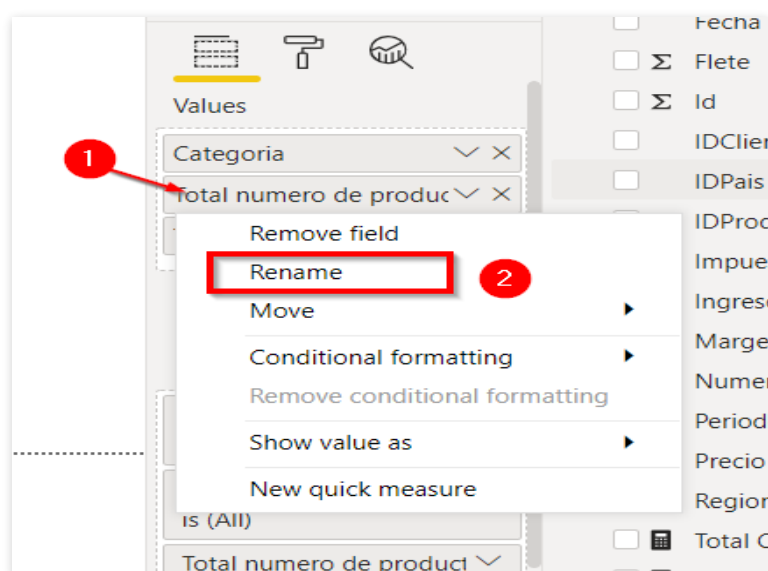 Values
Categoria
1
Total numero de produc
Remove field
Rename
2
Move
Conditional formatting
Remove conditional formatting
Show value as
New quick measure
is (All)
Total numero de product
Fecha
Flete
Id
IDClien
IDPais
IDProd
Impue
Ingreso
Marge
Numer
Period
Precio
Region
Total C